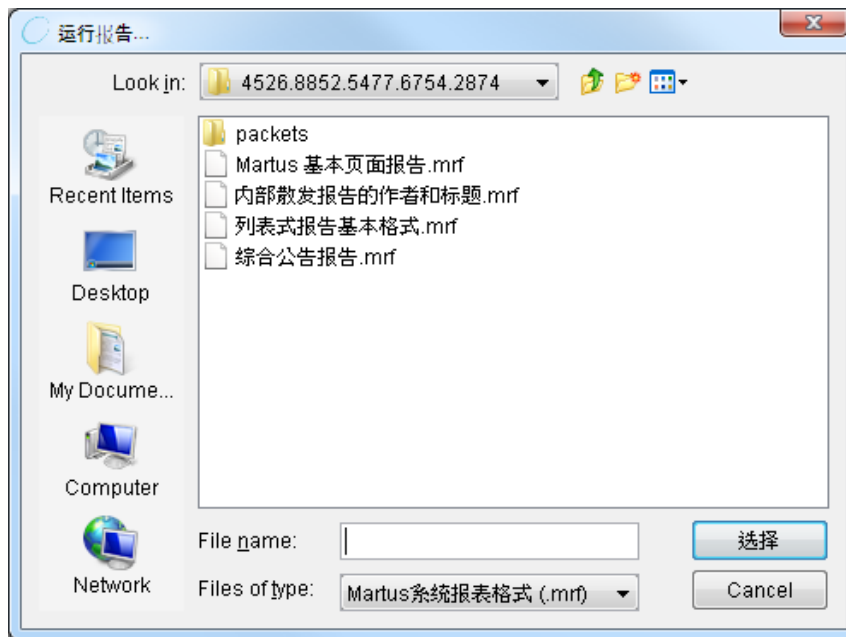 运行报告...
Look in: 4526.8852.5477.6754.2874
Recent Items
Desktop
My Docume...
Computer
Network
packets
Martus 基本页面报告.mrf
内部散发报告的作者和标题.mrf
列表式报告基本格式.mrf
综合公告报告.mrf
File name: 选择
Files of type: Martus系统报表格式 (.mrf) Cancel